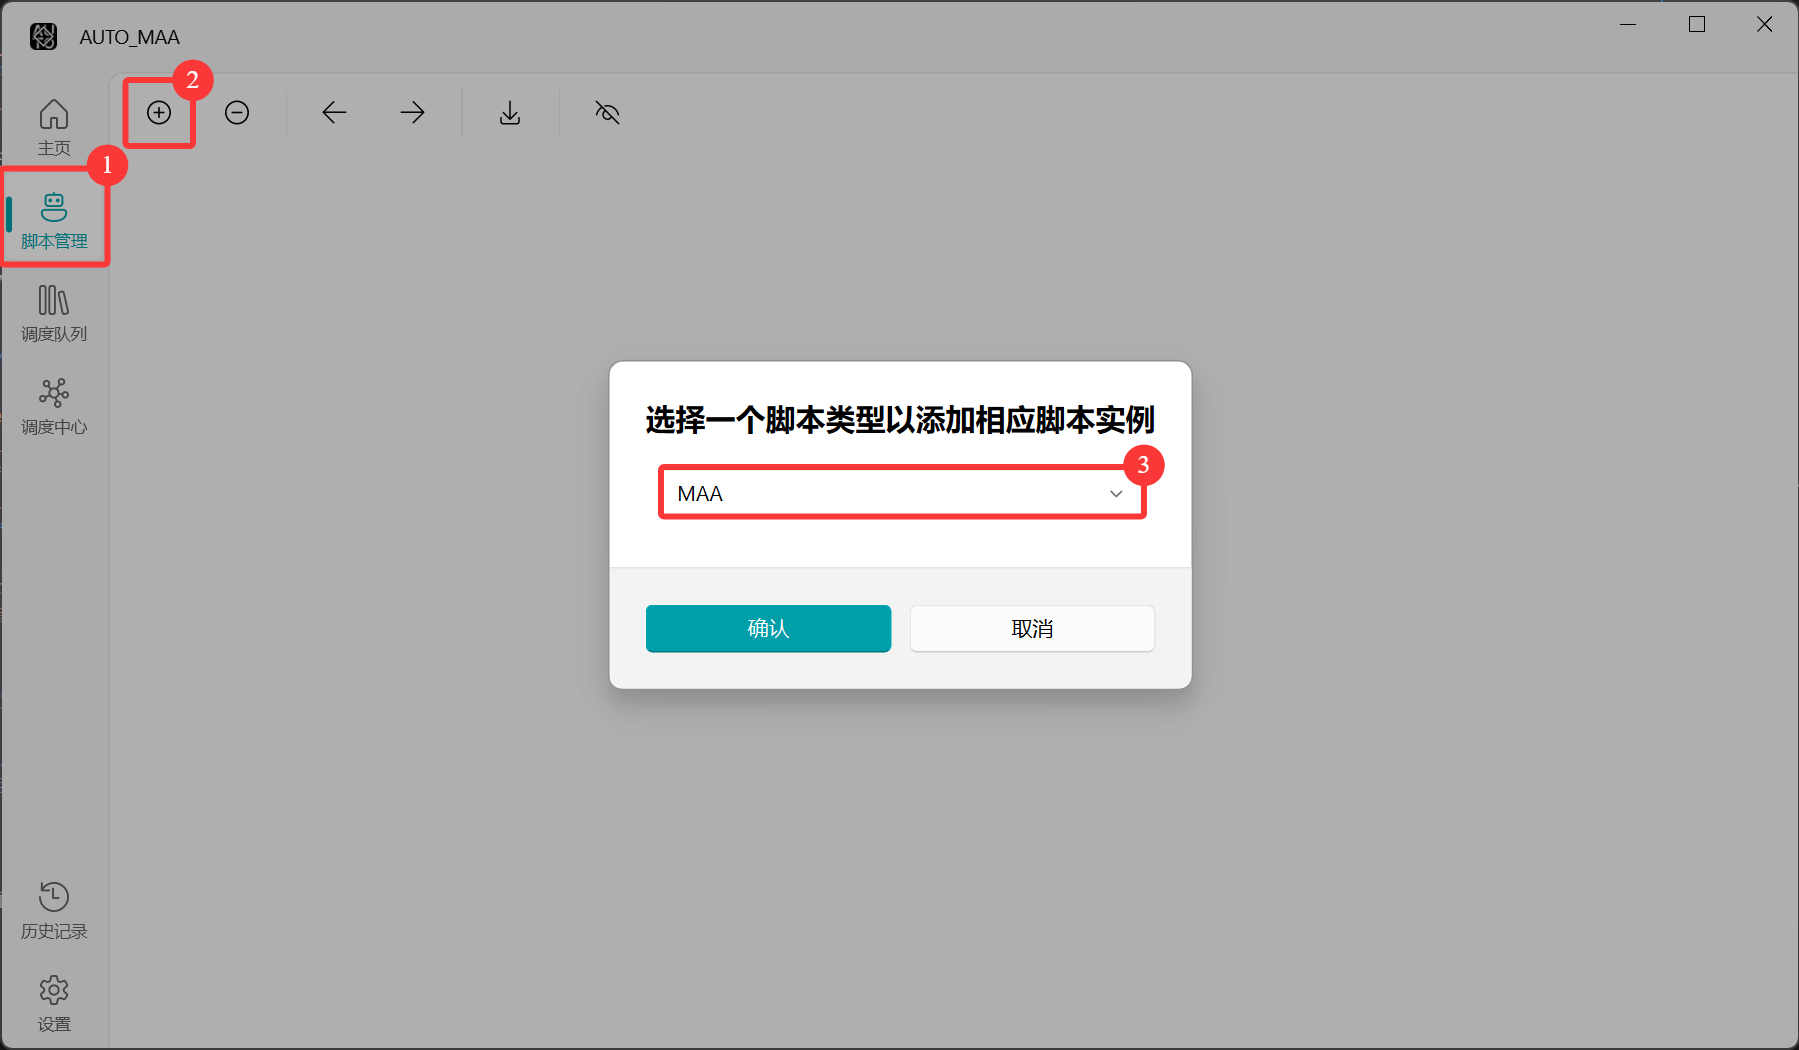 AUTO_MAA
2
主页
1
脚本管理
调度队列
调度中心
选择一个脚本类型以添加相应脚本实例
3
MAA
确认
取消
历史记录
设置